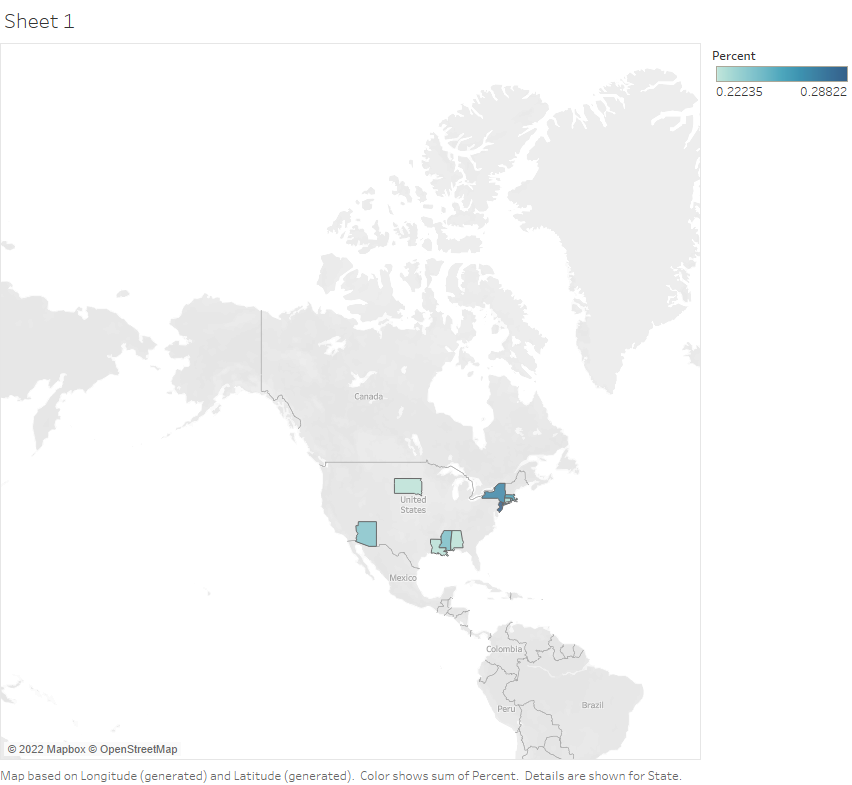 Sheet 1
Percent
0.22235 0.28822
Canada
United
States
Mexico
Colombia
Peru
Brazil
© 2022 Mapbox © OpenStreetMap
Map based on Longitude (generated) and Latitude (generated).  Color shows sum of Percent.  Details are shown for State.